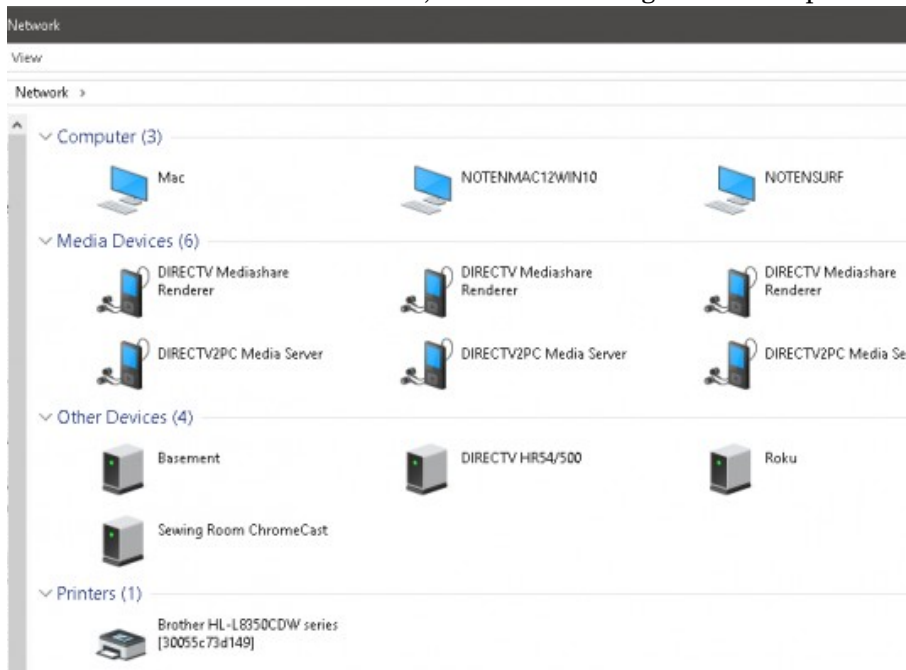 Network
View
Network >
Computer (3)
Mac
NOTENMAC12WIN10
NOTENSURF
Media Devices (6)
DIRECTV Mediashare
Renderer
DIRECTV Mediashare
Renderer
DIRECTV Mediashare
Renderer
DIRECTV2PC Media Server
DIRECTV2PC Media Server
DIRECTV2PC Media Se
Other Devices (4)
Basement
DIRECTV HR54/500
Roku
Sewing Room ChromeCast
Printers (1)
Brother HL-L8350CDW series
[30055c73d149]